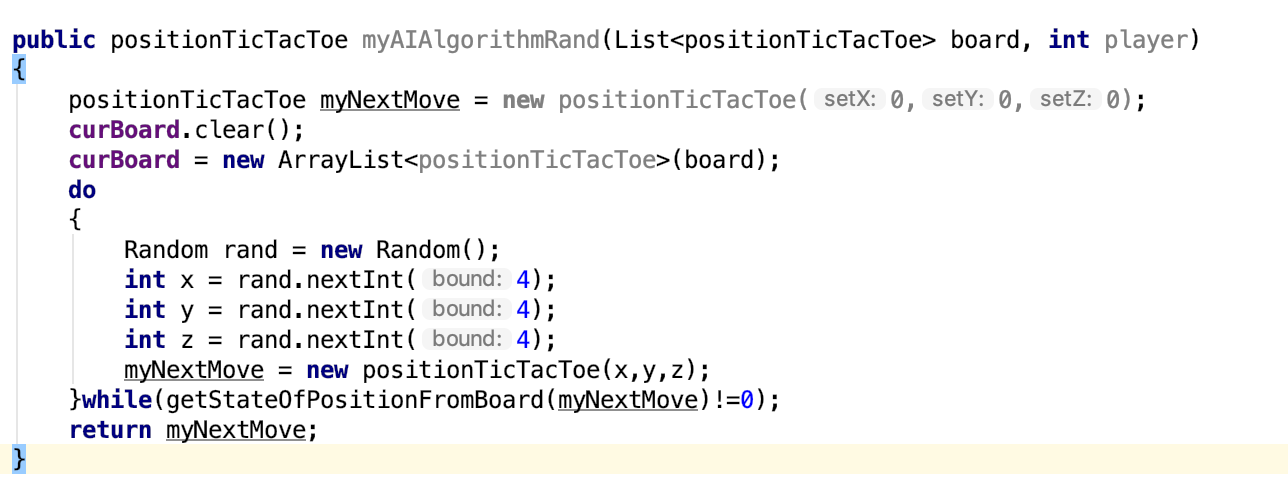 public positionTicTacToe myAIAlgorithmRand(List<positionTicTacToe> board, int player)
{
    positionTicTacToe myNextMove = new positionTicTacToe( setX: 0, setY: 0, setZ: 0);
    curBoard.clear();
    curBoard = new ArrayList<positionTicTacToe>(board);
    do
    {
        Random rand = new Random();
        int x = rand.nextInt( bound: 4);
        int y = rand.nextInt( bound: 4);
        int z = rand.nextInt( bound: 4);
        myNextMove = new positionTicTacToe(x,y,z);
    }while(getStateOfPositionFromBoard(myNextMove)!=0);
    return myNextMove;
}